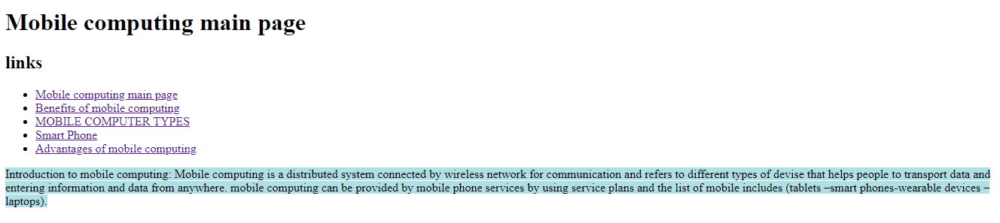 Mobile computing main page
links
Mobile computing main page
Benefits of mobile computing
MOBILE COMPUTER TYPES
Smart Phone
Advantages of mobile computing
Introduction to mobile computing: Mobile computing is a distributed system connected by wireless network for communication and refers to different types of devise that helps people to transport data and
entering information and data from anywhere. mobile computing can be provided by mobile phone services by using service plans and the list of mobile includes (tablets –smart phones-wearable devices –
laptops).